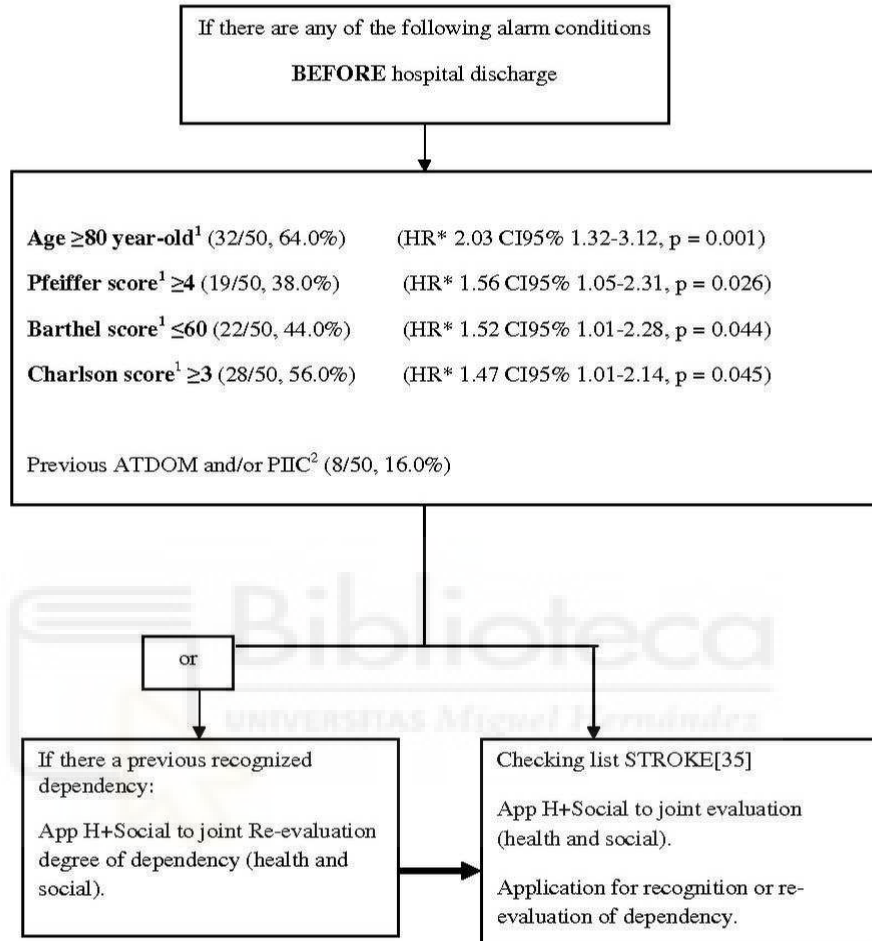 If there are any of the following alarm conditions
BEFORE hospital discharge
Age ≥80 year-old¹ (32/50, 64.0%) (HR* 2.03 CI95% 1.32-3.12, p = 0.001)
Pfeiffer score¹ ≥4 (19/50, 38.0%) (HR* 1.56 CI95% 1.05-2.31, p = 0.026)
Barthel score¹ ≤60 (22/50, 44.0%) (HR* 1.52 CI95% 1.01-2.28, p = 0.044)
Charlson score¹ ≥3 (28/50, 56.0%) (HR* 1.47 CI95% 1.01-2.14, p = 0.045)
Previous ATDOM and/or PIIC² (8/50, 16.0%)
Biblioteca
UNIVERSITAS Miguel Hernández
or
If there a previous recognized
dependency:
App H+Social to joint Re-evaluation
degree of dependency (health and
social).
Checking list STROKE[35]
App H+Social to joint evaluation
(health and social).
Application for recognition or re-
evaluation of dependency.